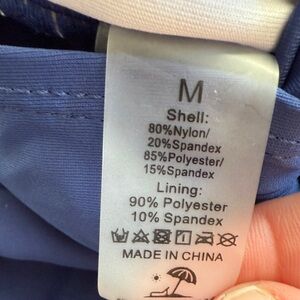 M
Shell:
80%Nylon/
20%Spandex
85%Polyester/
15%Spandex
Lining:
90% Polyester
10% Spandex
MADE IN CHINA